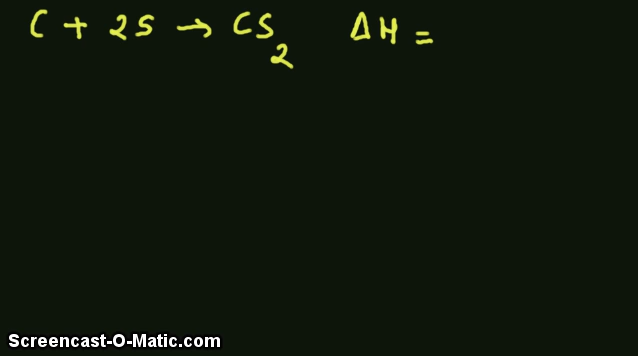 C + 2S → CS₂ ΔH =
Screencast-O-Matic.com